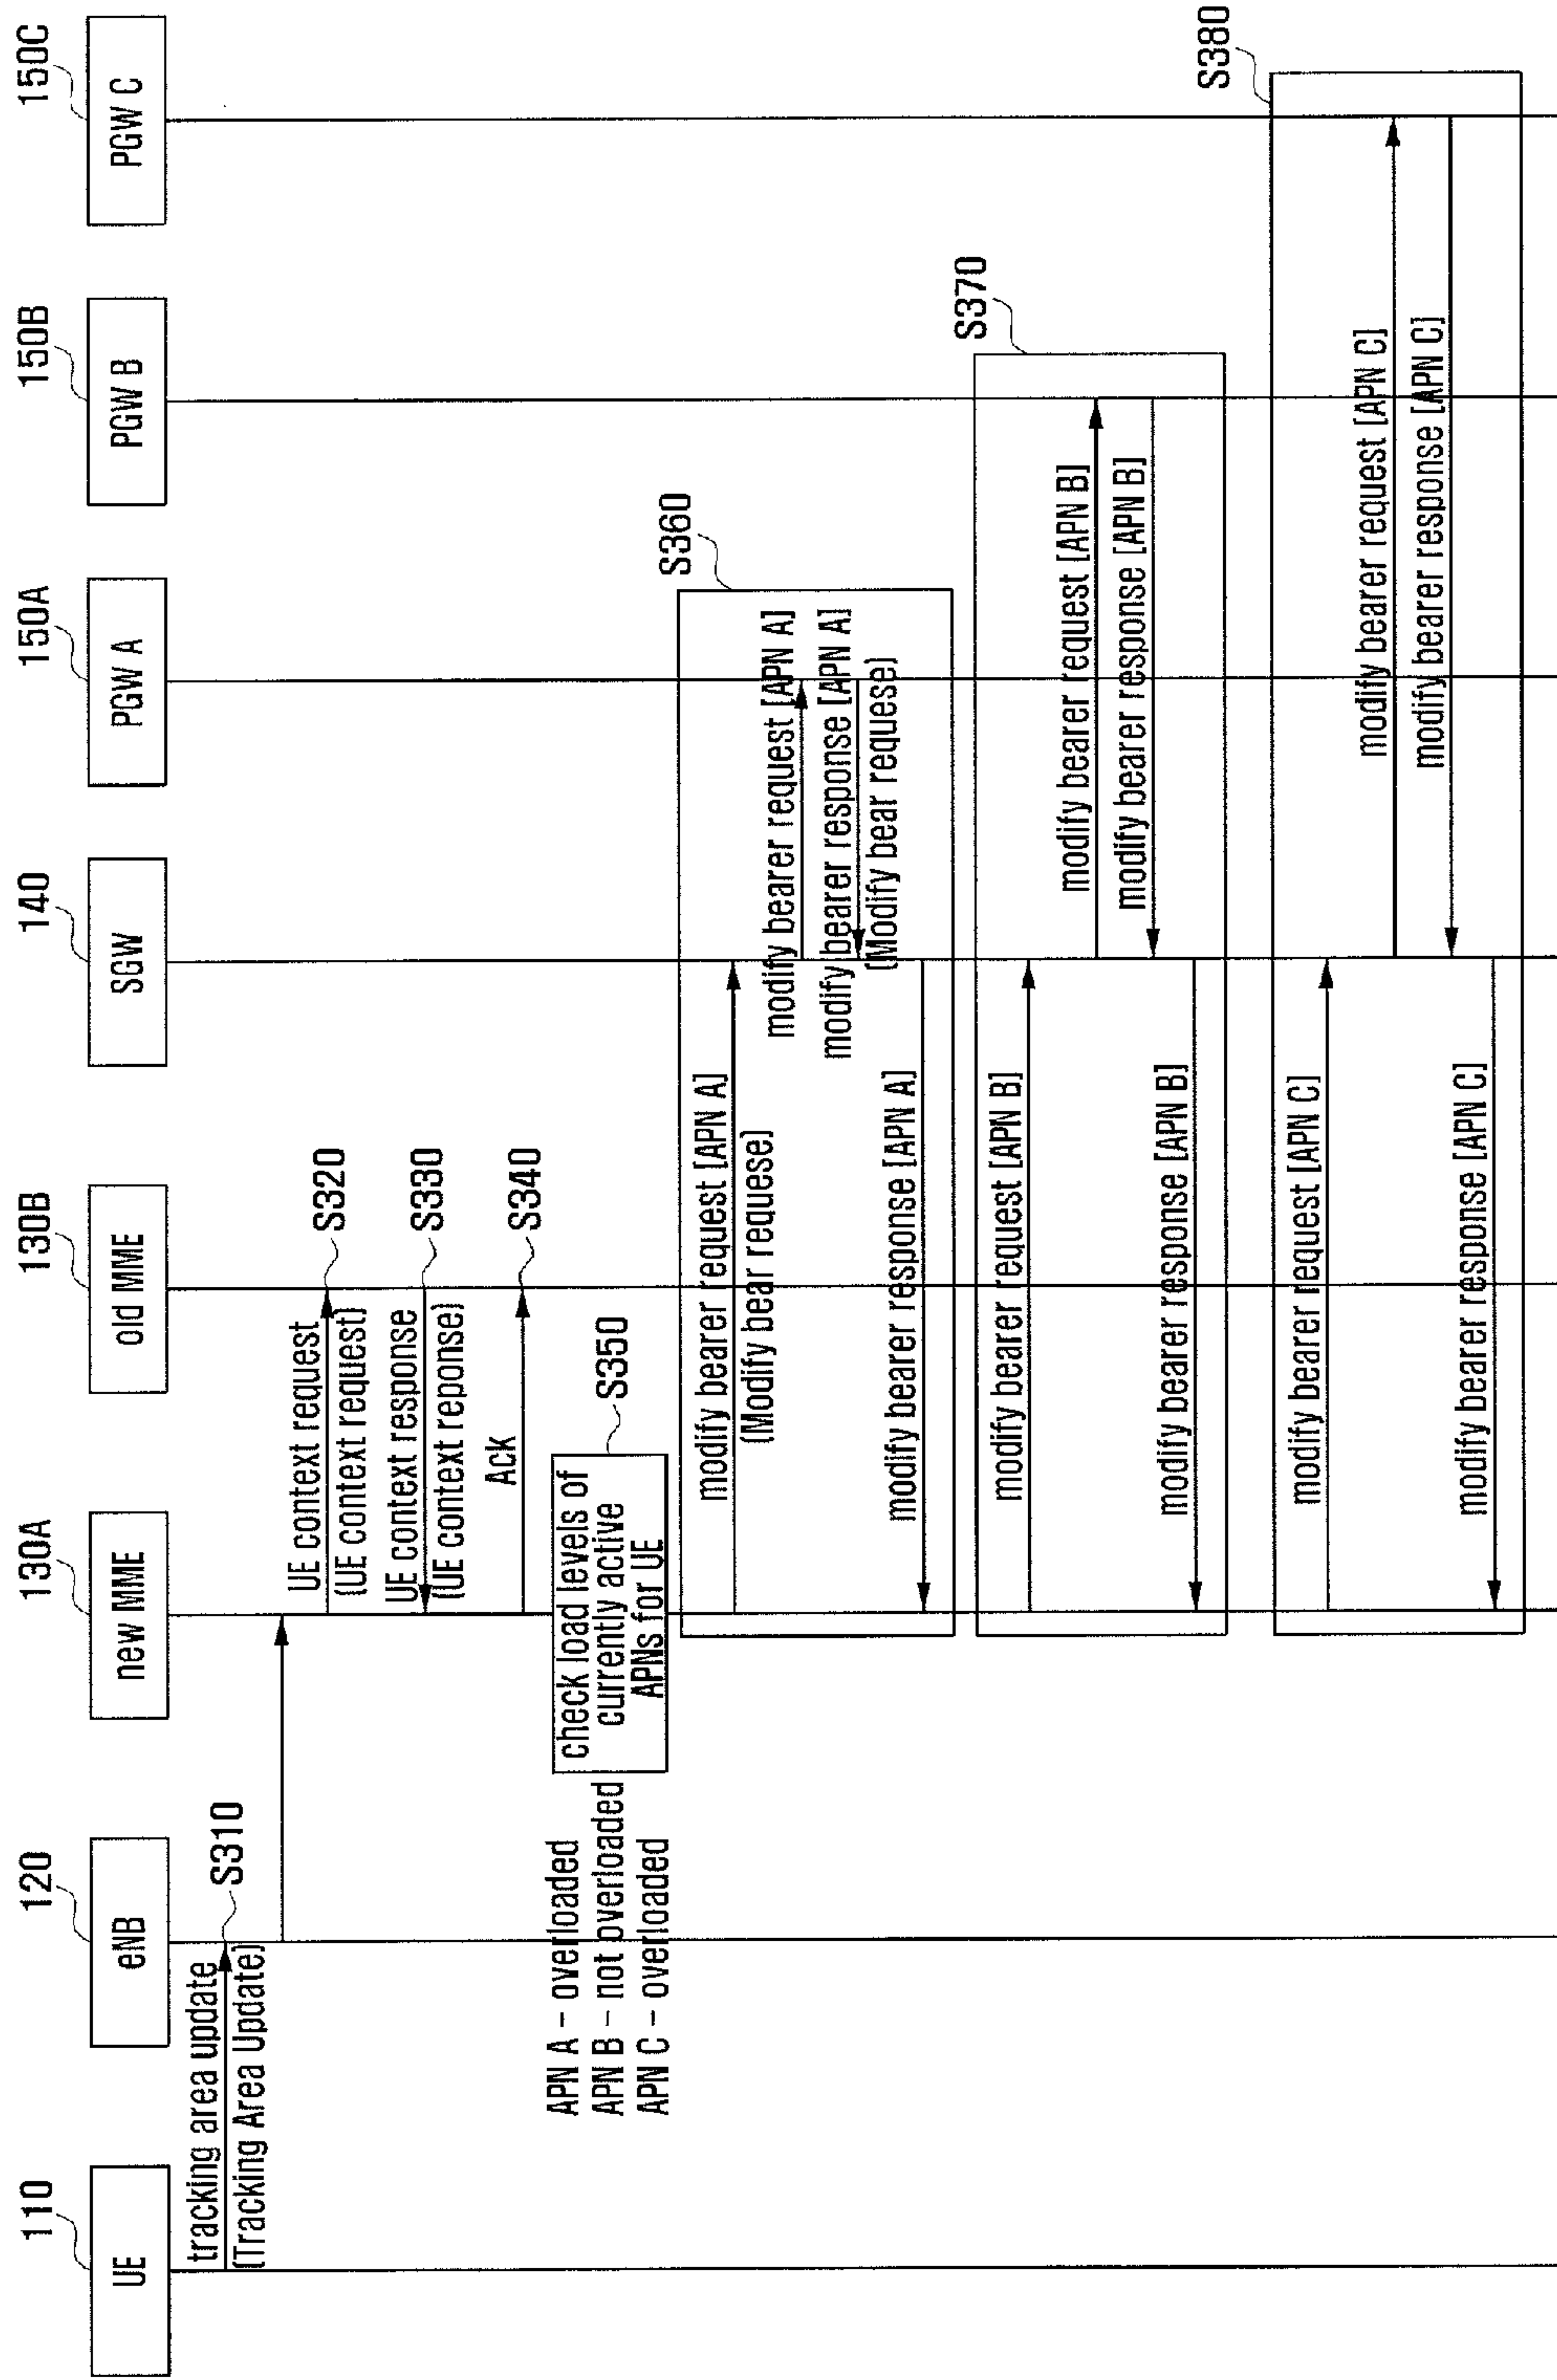 110
120
130A
130B
140
150A
150B
150C
UE
eNB
new MME
old MME
SGW
PGW A
PGW B
PGW C
tracking area update
(Tracking Area Update)
S310
UE context request
(UE context request)
S320
UE context response
(UE context reponse)
S330
Ack
S340
APN A – overloaded
APN B – not overloaded
APN C – overloaded
check load levels of
currently active
APNs for UE
S350
S360
modify bearer request [APN A]
(Modify bear requese)
modify bearer request [APN A]
modify bearer response [APN A]
(Modify bear requese)
modify bearer response [APN A]
S370
modify bearer request [APN B]
modify bearer request [APN B]
modify bearer response [APN B]
modify bearer response [APN B]
S380
modify bearer request [APN C]
modify bearer request [APN C]
modify bearer response [APN C]
modify bearer response [APN C]